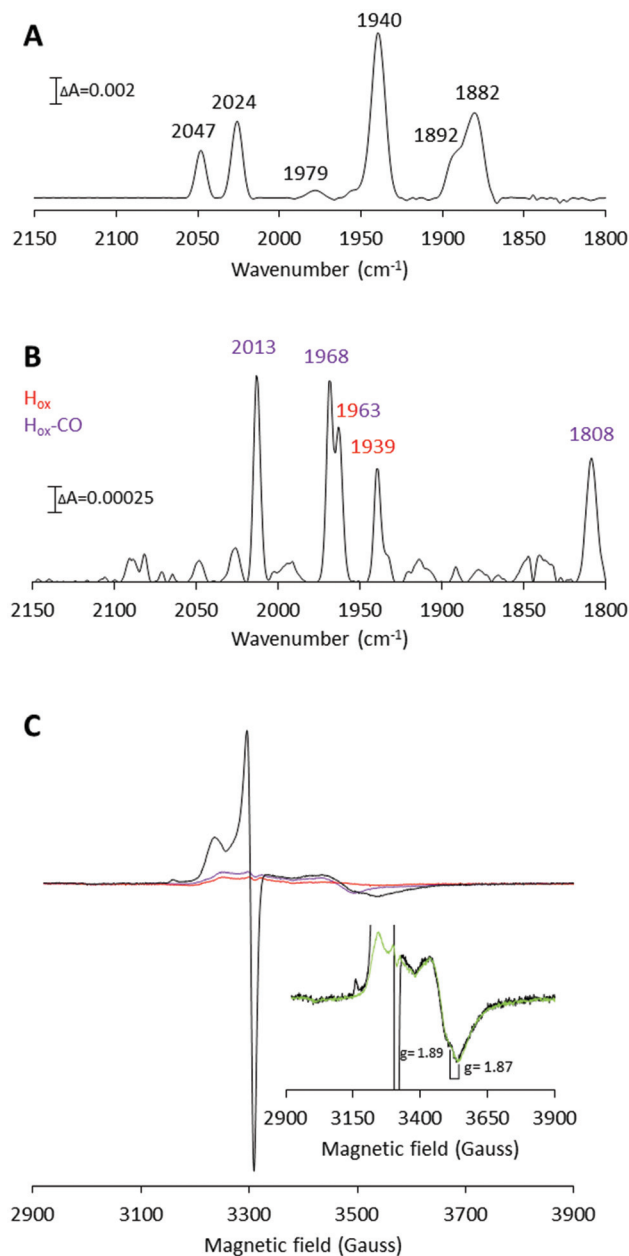 A
ΔA=0.002
2047
2024
1979
1940
1892
1882
2150 2100 2050 2000 1950 1900 1850 1800
Wavenumber (cm-1)
B
Hox
Hox-CO
ΔA=0.00025
2013
1968
1963
1939
1808
2150 2100 2050 2000 1950 1900 1850 1800
Wavenumber (cm-1)
C
g= 1.89
g= 1.87
2900 3150 3400 3650 3900
Magnetic field (Gauss)
2900 3100 3300 3500 3700 3900
Magnetic field (Gauss)